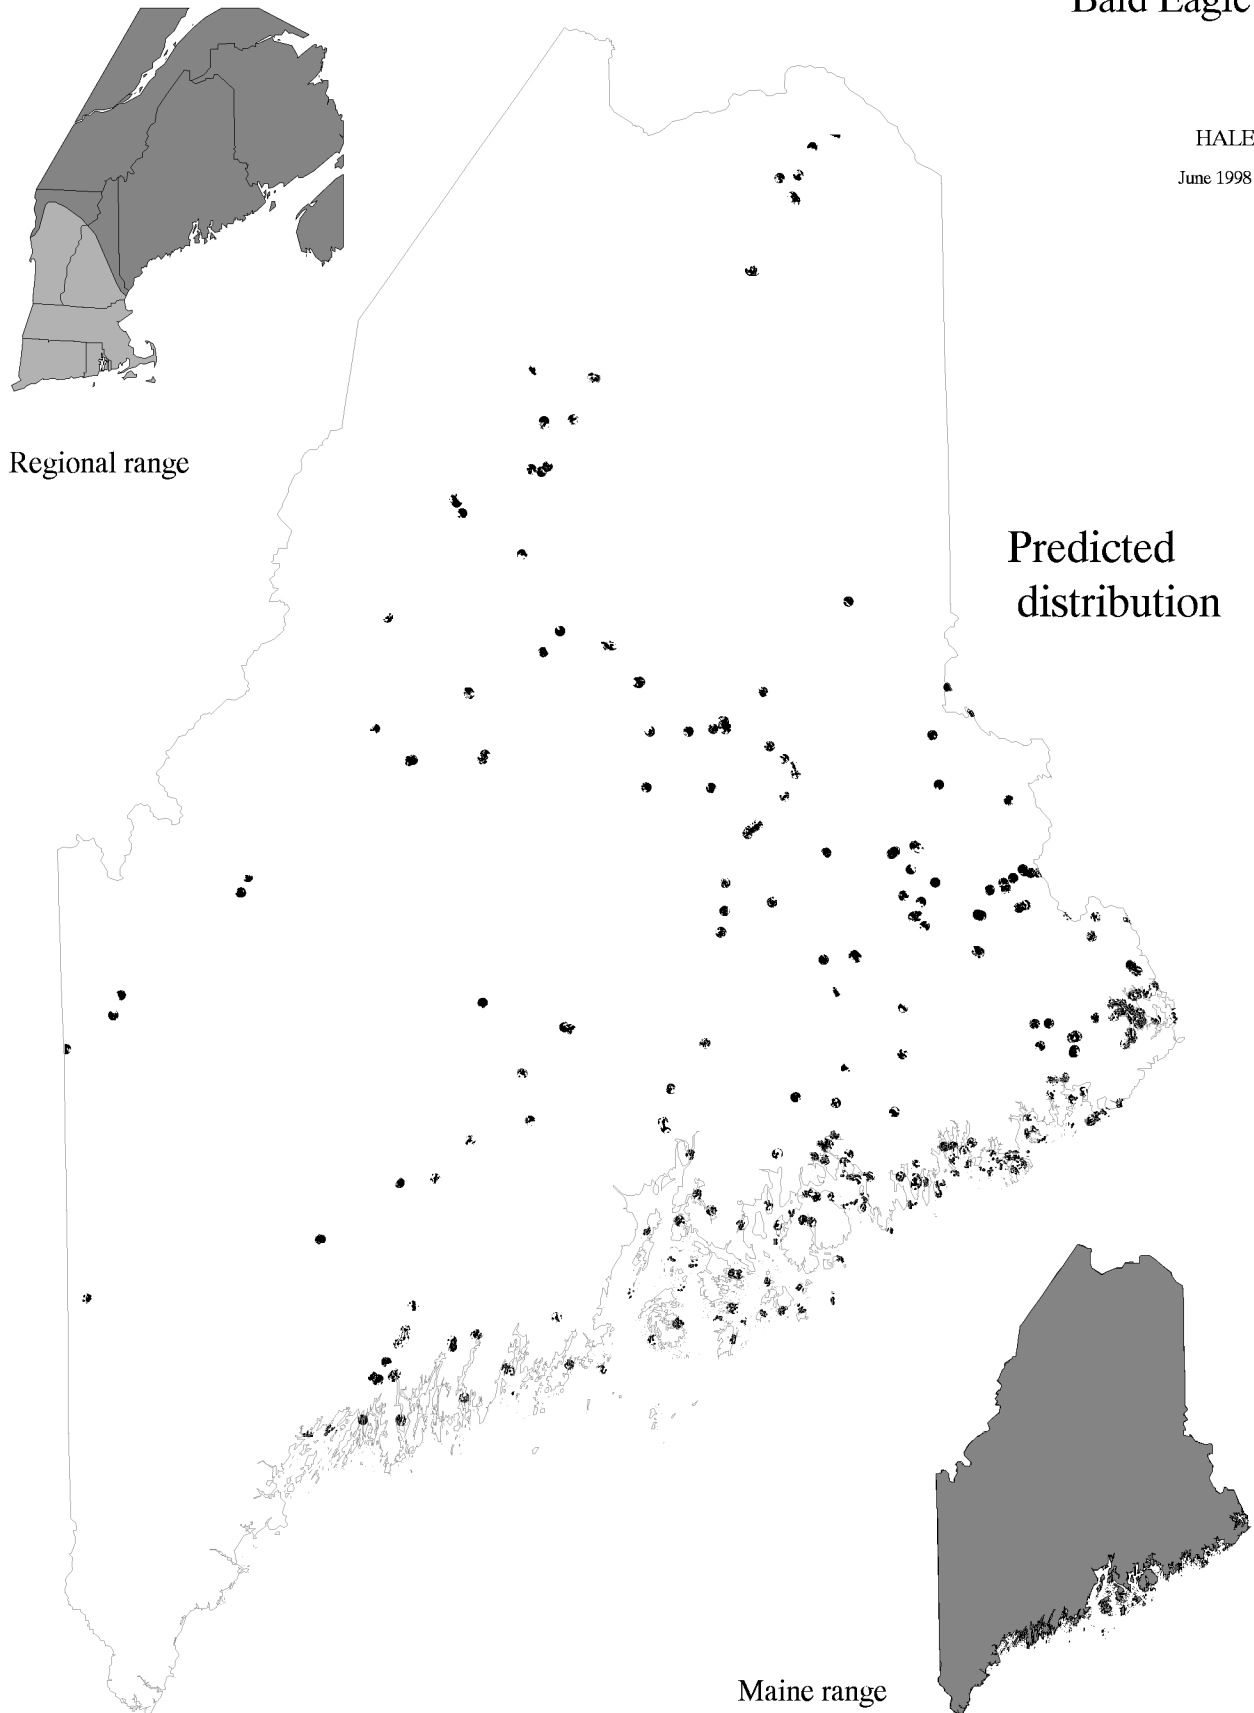 Bald Eagle
HALE
June 1998
Regional range
Predicted
distribution
Maine range